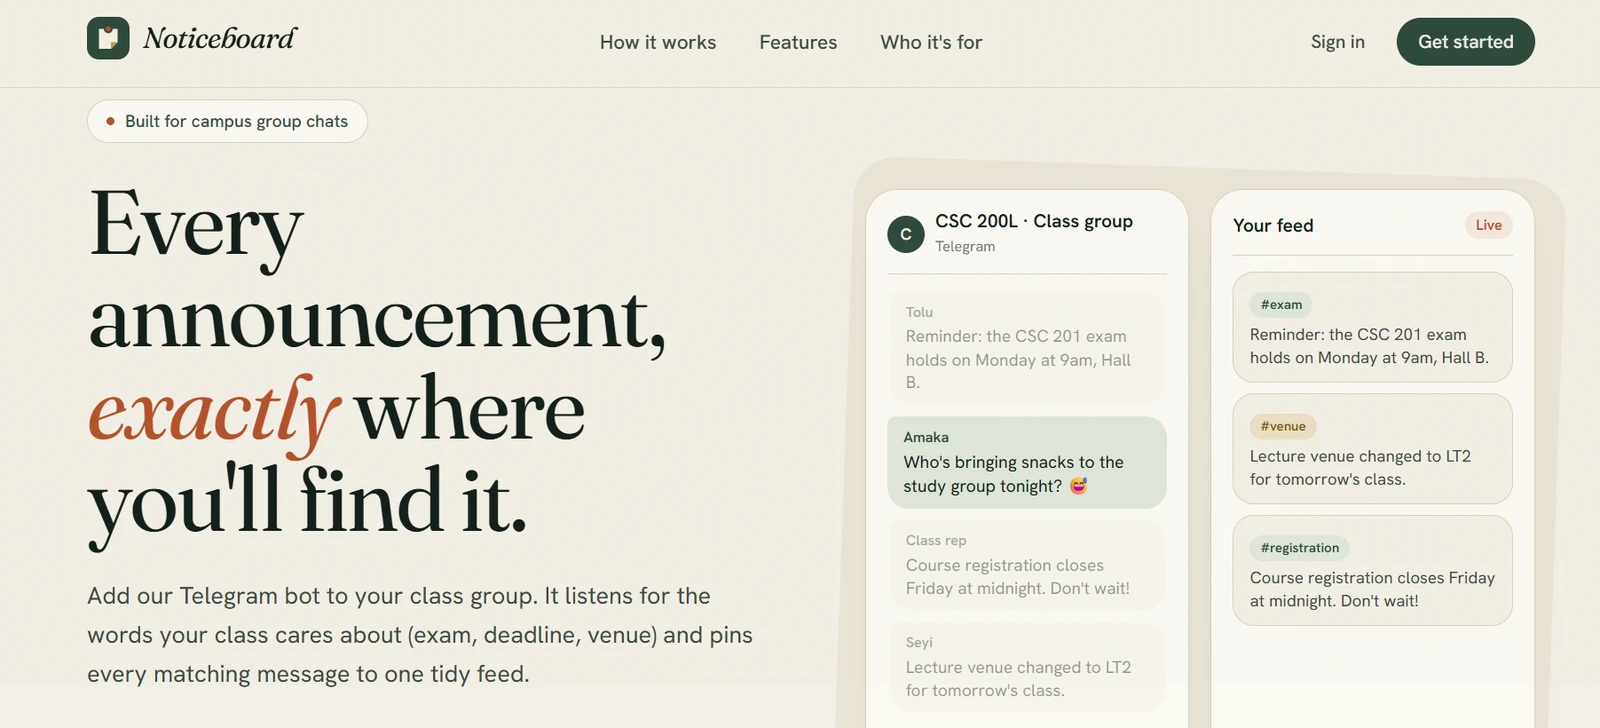 Noticeboard
How it works
Features
Who it's for
Sign in
Get started
Built for campus group chats
Every
announcement,
exactly where
you'll find it.
Add our Telegram bot to your class group. It listens for the
words your class cares about (exam, deadline, venue) and pins
every matching message to one tidy feed.
C
CSC 200L · Class group
Telegram
Tolu
Reminder: the CSC 201 exam
holds on Monday at 9am, Hall
B.
Amaka
Who's bringing snacks to the
study group tonight? 😅
Class rep
Course registration closes
Friday at midnight. Don't wait!
Seyi
Lecture venue changed to LT2
for tomorrow's class.
Your feed
Live
#exam
Reminder: the CSC 201 exam
holds on Monday at 9am, Hall B.
#venue
Lecture venue changed to LT2
for tomorrow's class.
#registration
Course registration closes Friday
at midnight. Don't wait!